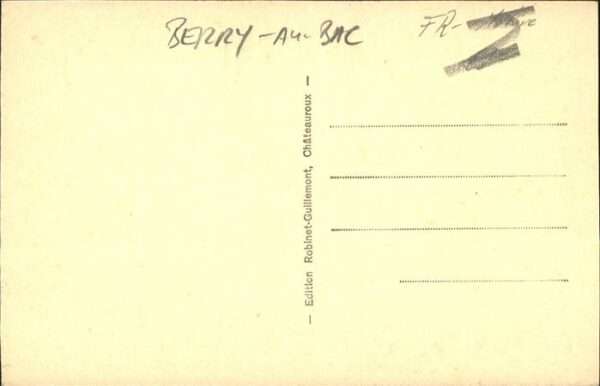 BERRY-AU-BAC
FR-
— Edition Robinet-Guillemont, Châteauroux —